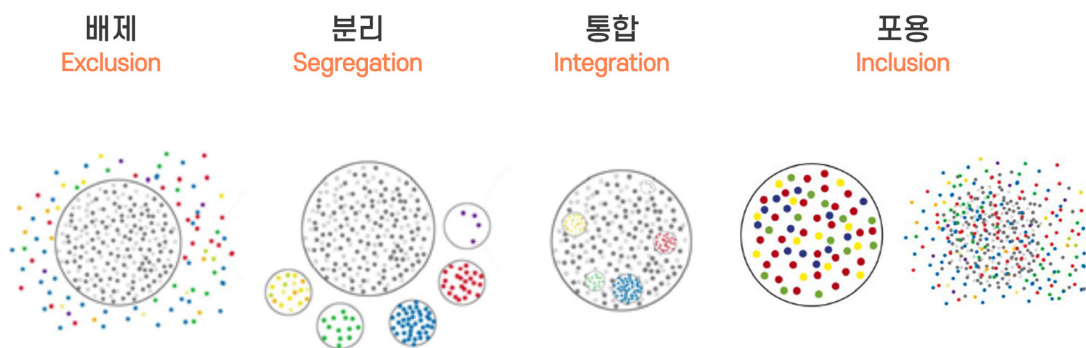 배제
Exclusion
분리
Segregation
통합
Integration
포용
Inclusion